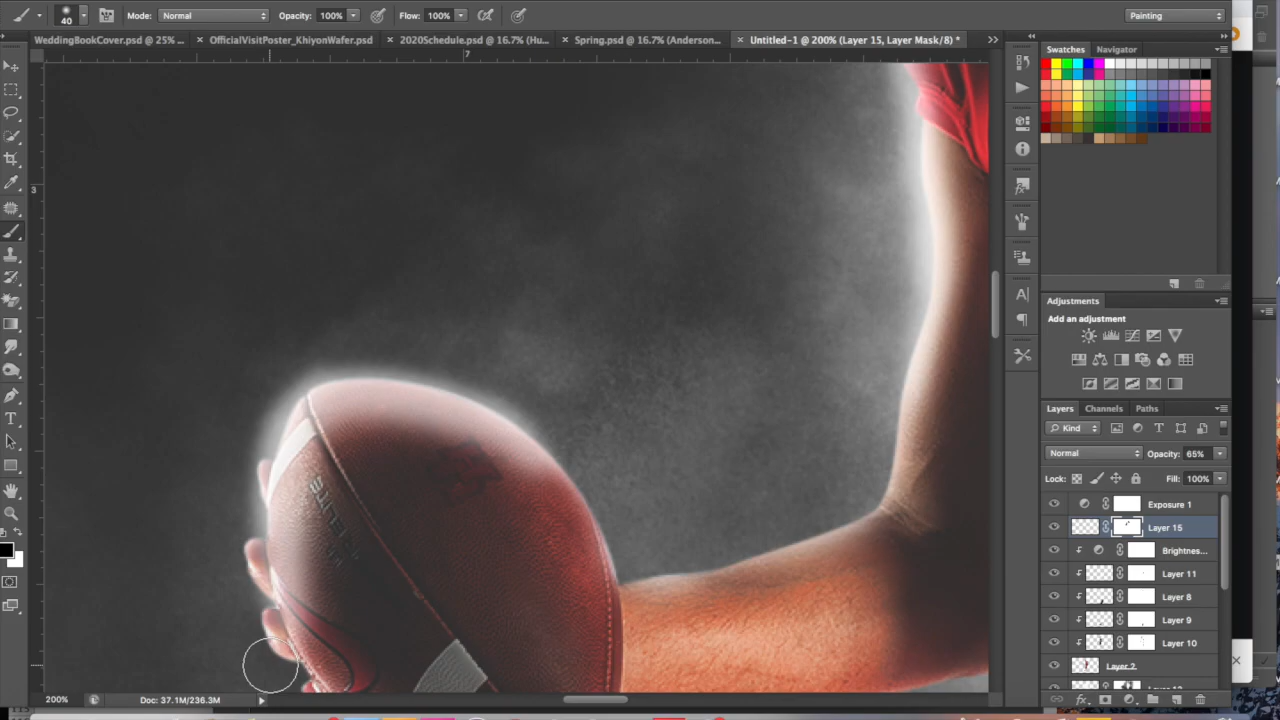 40
Mode: Normal
Opacity: 100%
Flow: 100%
Painting
WeddingBookCover.psd @ 25% ...
× OfficialVisitPoster_KhiyonWafer.psd
× 2020Schedule.psd @ 16.7% (Hu...
× Spring.psd @ 16.7% (Anderson...
× Untitled-1 @ 200% (Layer 15, Layer Mask/8) *
7
3
Swatches
Navigator
Adjustments
Add an adjustment
Layers
Channels
Paths
Kind
Normal
Opacity: 65%
Lock:
Fill: 100%
Exposure 1
Layer 15
Brightnes...
Layer 11
Layer 8
Layer 9
Layer 10
Layer 2
200%
Doc: 37.1M/236.3M